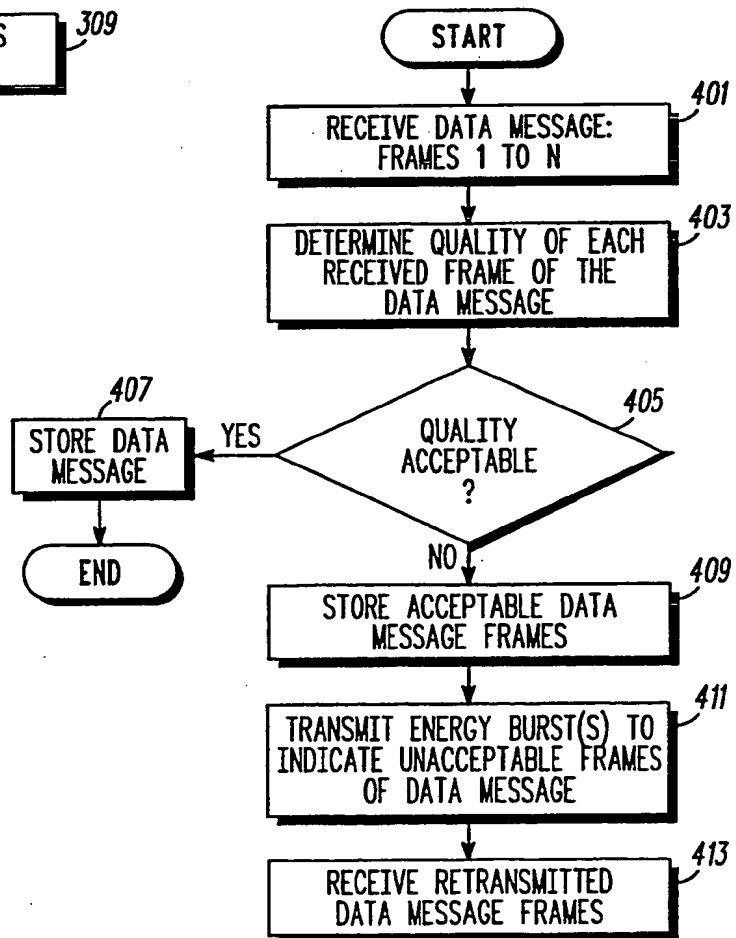 S
309
START
401
RECEIVE DATA MESSAGE:
FRAMES 1 TO N
403
DETERMINE QUALITY OF EACH
RECEIVED FRAME OF THE
DATA MESSAGE
405
QUALITY
ACCEPTABLE
?
YES
407
STORE DATA
MESSAGE
END
NO
409
STORE ACCEPTABLE DATA
MESSAGE FRAMES
411
TRANSMIT ENERGY BURST(S) TO
INDICATE UNACCEPTABLE FRAMES
OF DATA MESSAGE
413
RECEIVE RETRANSMITTED
DATA MESSAGE FRAMES